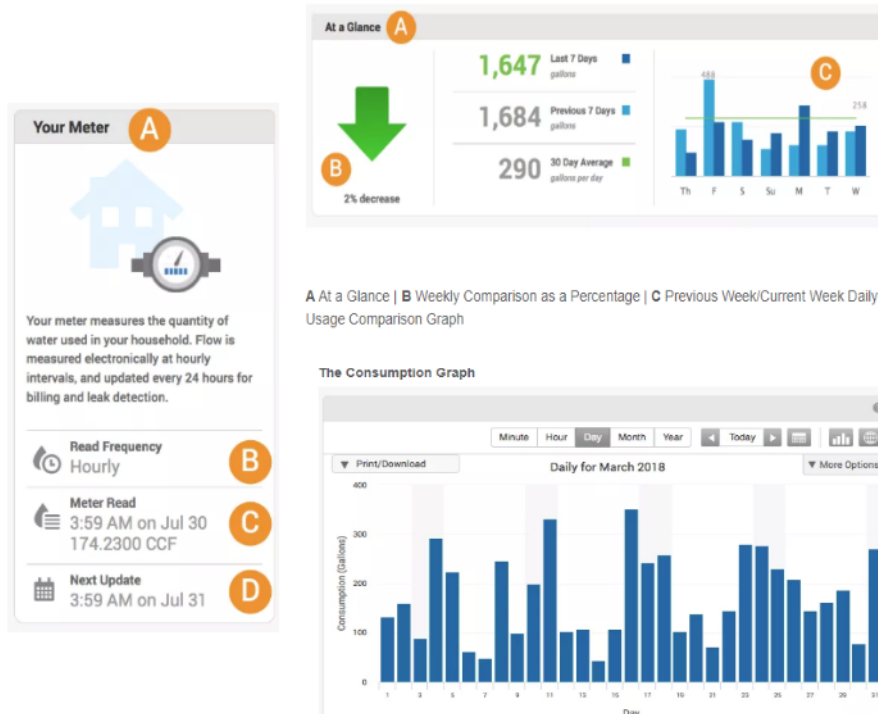 Your Meter A
Your meter measures the quantity of
water used in your household. Flow is
measured electronically at hourly
intervals, and updated every 24 hours for
billing and leak detection.
Read Frequency
Hourly
B
Meter Read
3:59 AM on Jul 30
174.2300 CCF
C
Next Update
3:59 AM on Jul 31
D
At a Glance A
B
2% decrease
1,647 Last 7 Days
gallons
1,684 Previous 7 Days
gallons
290 30 Day Average
gallons per day
C
488
258
Th F S Su M T W
A At a Glance | B Weekly Comparison as a Percentage | C Previous Week/Current Week Daily
Usage Comparison Graph
The Consumption Graph
Minute Hour Day Month Year Today
Print/Download
Daily for March 2018
More Options
Consumption (Gallons)
400
300
200
100
0
1 3 5 7 9 11 13 15 17 19 21 23 25 27 29 31
Day